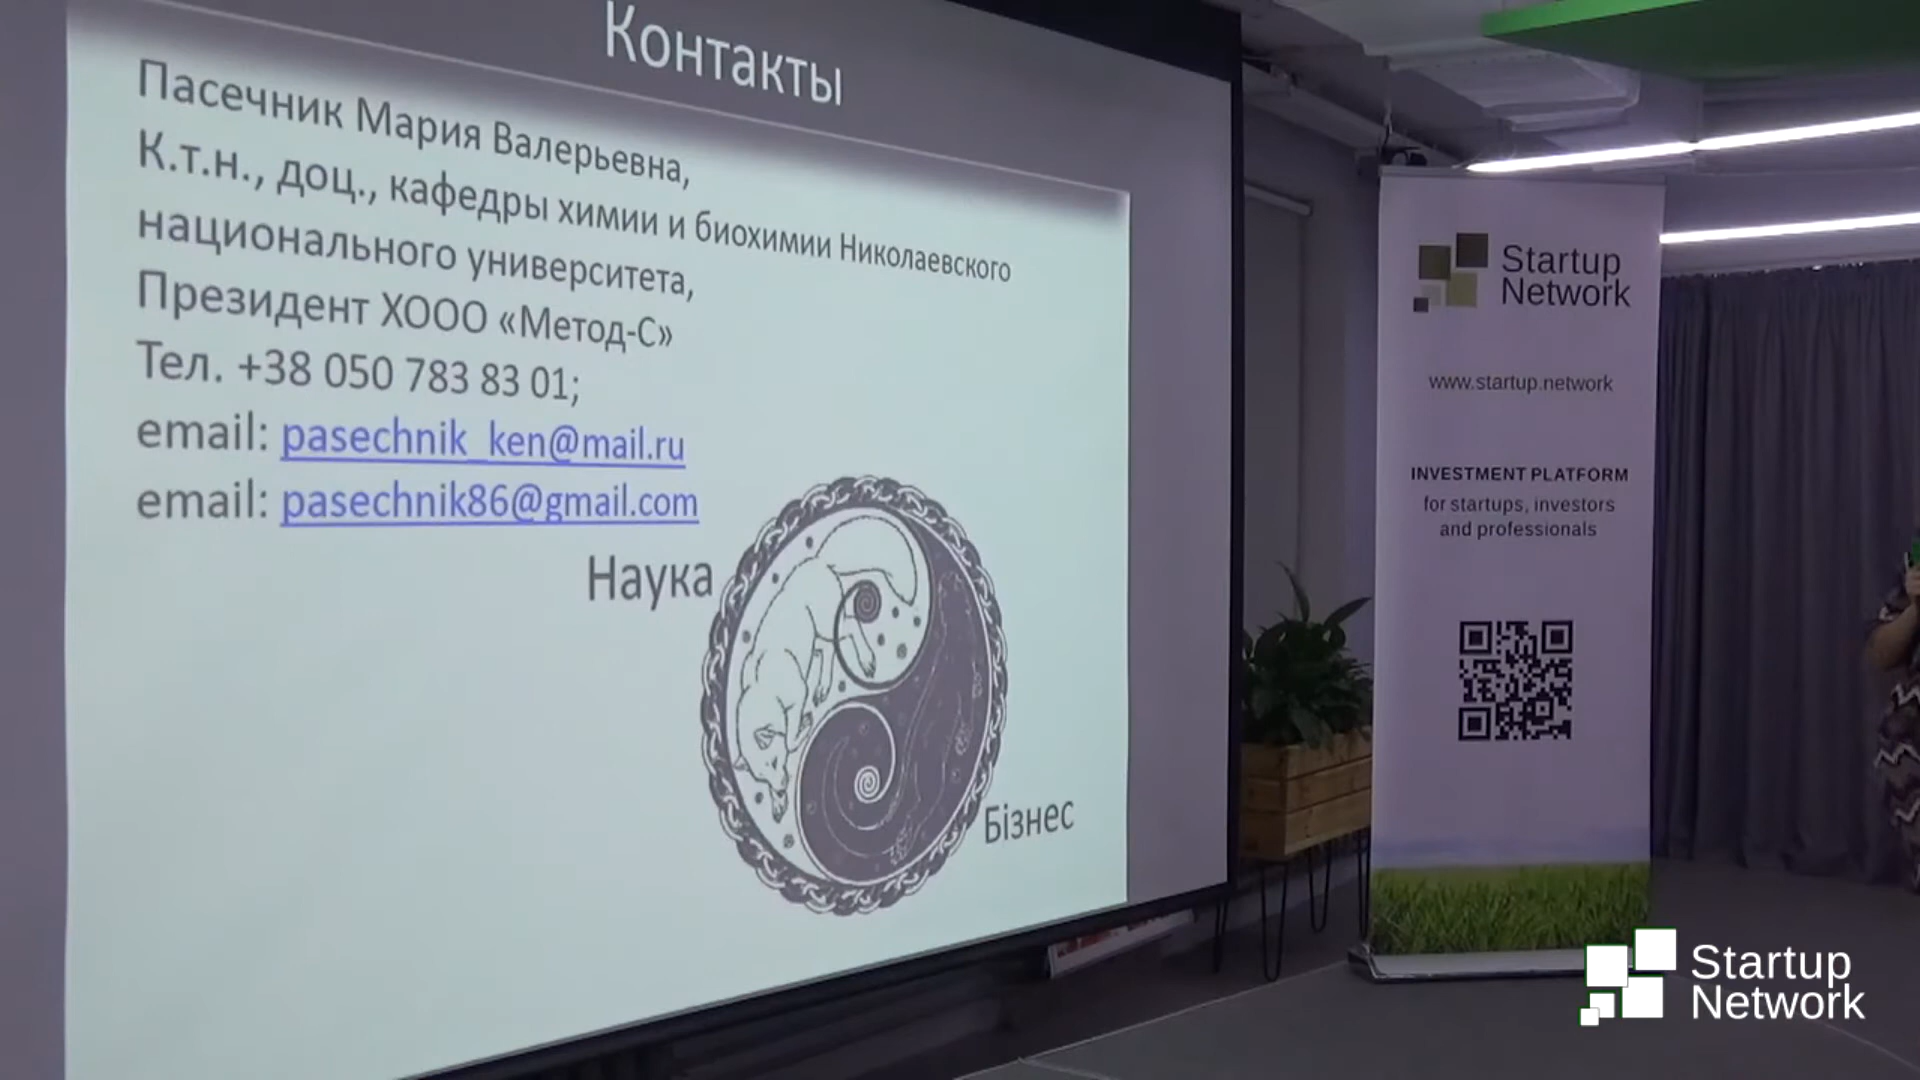 Контакты
Пасечник Мария Валерьевна,
К.т.н., доц., кафедры химии и биохимии Николаевского
национального университета,
Президент ХООО «Метод-С»
Тел. +38 050 783 83 01;
email: pasechnik_ken@mail.ru
email: pasechnik86@gmail.com
Наука
Бізнес
Startup
Network
www.startup.network
INVESTMENT PLATFORM
for startups, investors
and professionals
Startup
Network